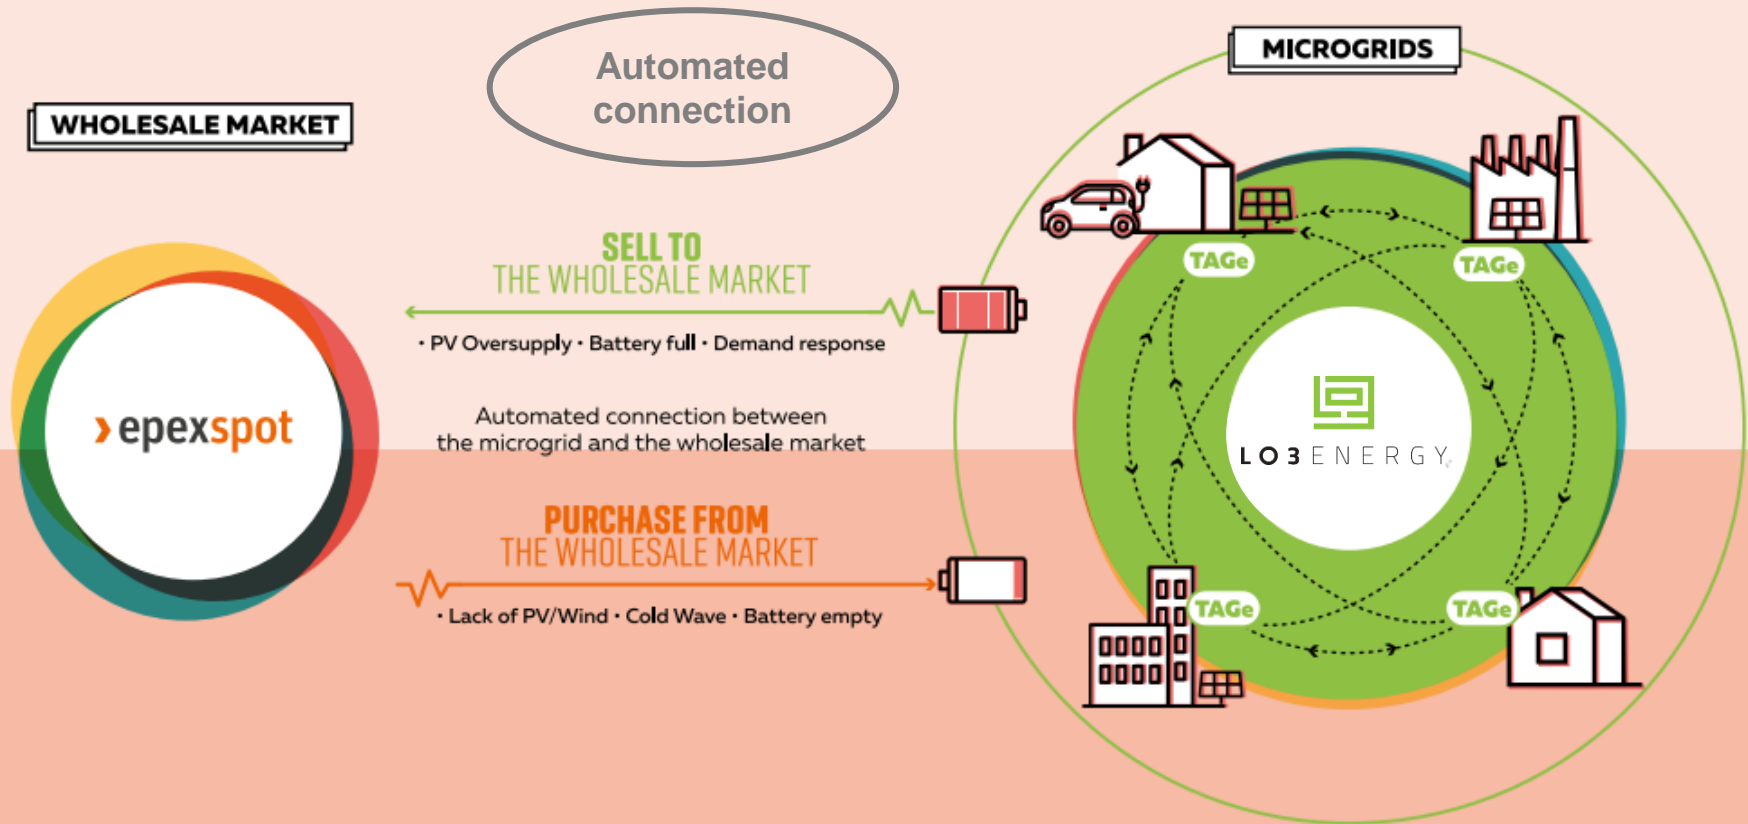 Automated
connection
MICROGRIDS
WHOLESALE MARKET
SELL TO
THE WHOLESALE MARKET
• PV Oversupply • Battery full • Demand response
Automated connection between
the microgrid and the wholesale market
PURCHASE FROM
THE WHOLESALE MARKET
• Lack of PV/Wind • Cold Wave • Battery empty
epexspot
TAGe
TAGe
LO3ENERGY
TAGe
TAGe